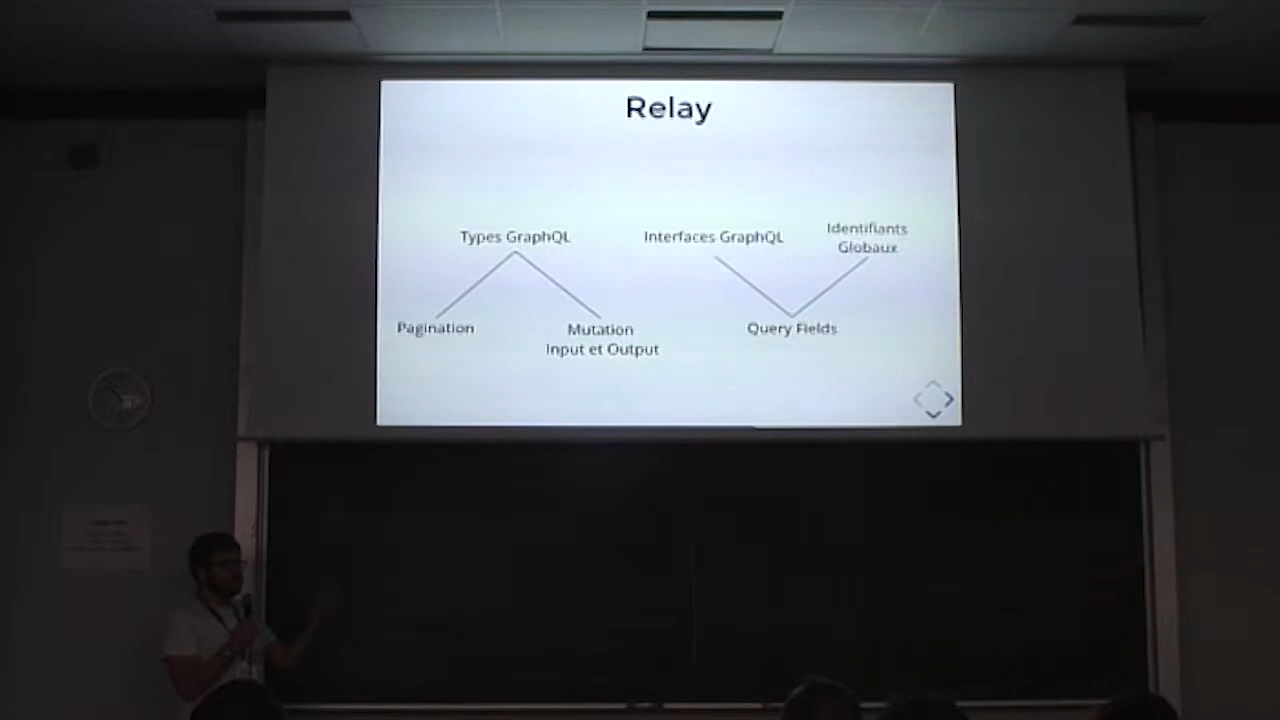 Relay
Types GraphQL
Interfaces GraphQL
Identifiants
Globaux
Pagination
Mutation
Input et Output
Query Fields